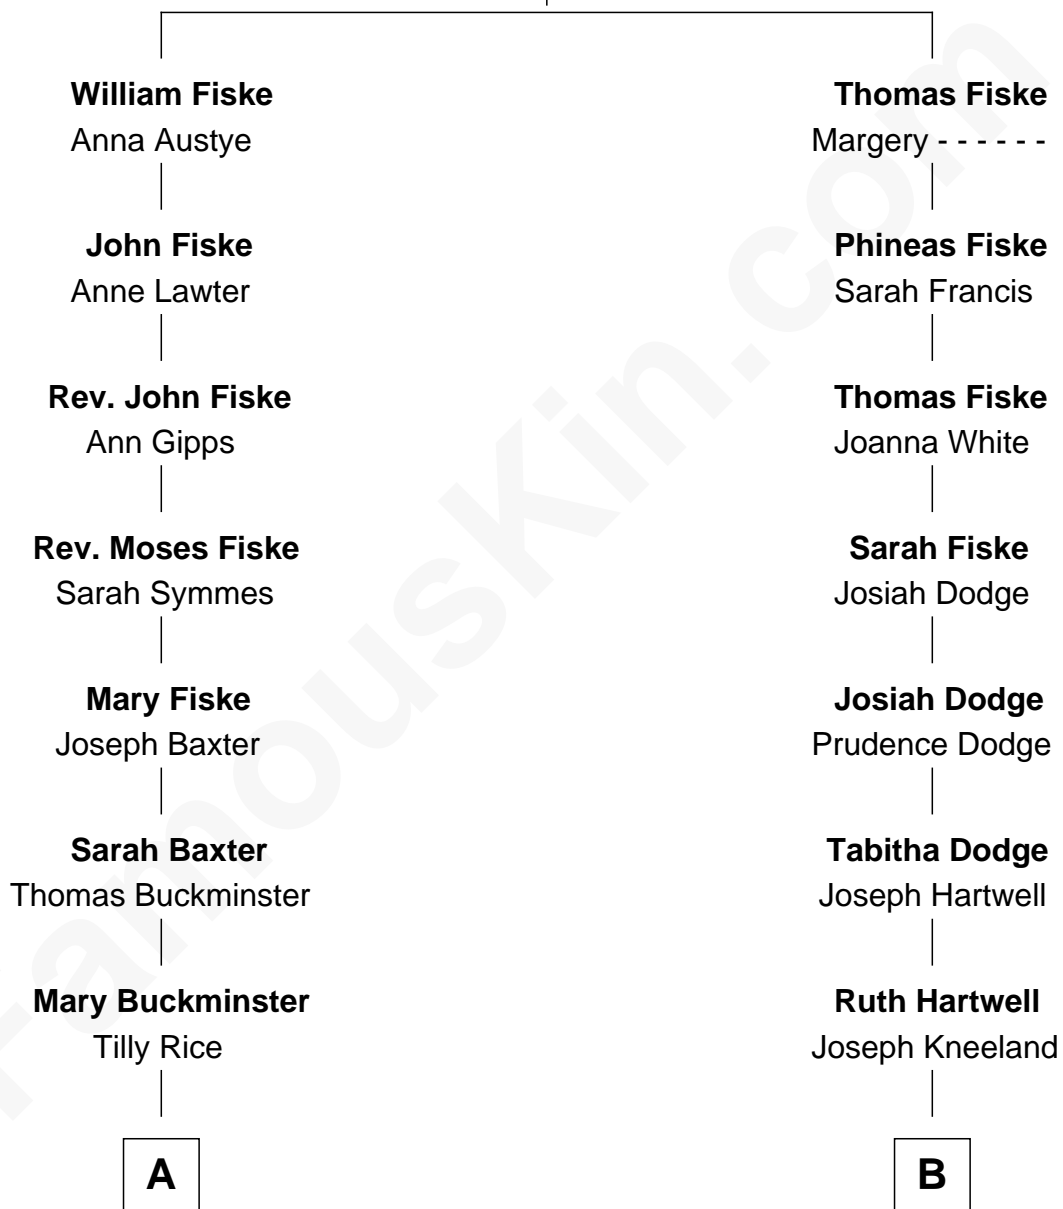 William Fiske
Anna Austye
John Fiske
Anne Lawter
Rev. John Fiske
Ann Gipps
Rev. Moses Fiske
Sarah Symmes
Mary Fiske
Joseph Baxter
Sarah Baxter
Thomas Buckminster
Mary Buckminster
Tilly Rice
A
Thomas Fiske
Margery - - - - - -
Phineas Fiske
Sarah Francis
Thomas Fiske
Joanna White
Sarah Fiske
Josiah Dodge
Josiah Dodge
Prudence Dodge
Tabitha Dodge
Joseph Hartwell
Ruth Hartwell
Joseph Kneeland
B
FamousKin.com